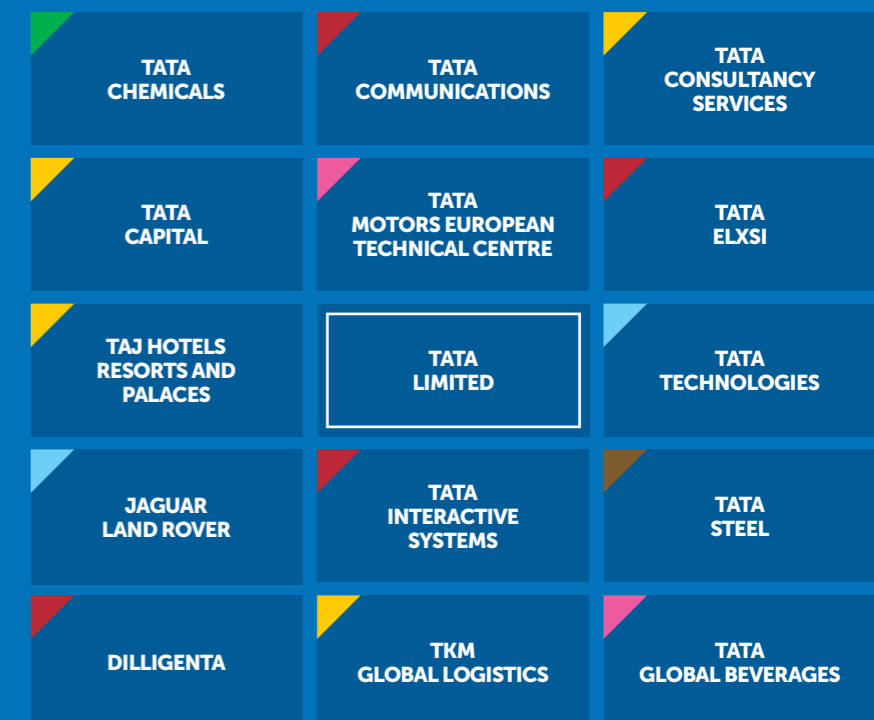 TATA
CHEMICALS
TATA
COMMUNICATIONS
TATA
CONSULTANCY
SERVICES
TATA
CAPITAL
TATA
MOTORS EUROPEAN
TECHNICAL CENTRE
TATA
ELXSI
TAJ HOTELS
RESORTS AND
PALACES
TATA
LIMITED
TATA
TECHNOLOGIES
JAGUAR
LAND ROVER
TATA
INTERACTIVE
SYSTEMS
TATA
STEEL
DILLIGENTA
TKM
GLOBAL LOGISTICS
TATA
GLOBAL BEVERAGES